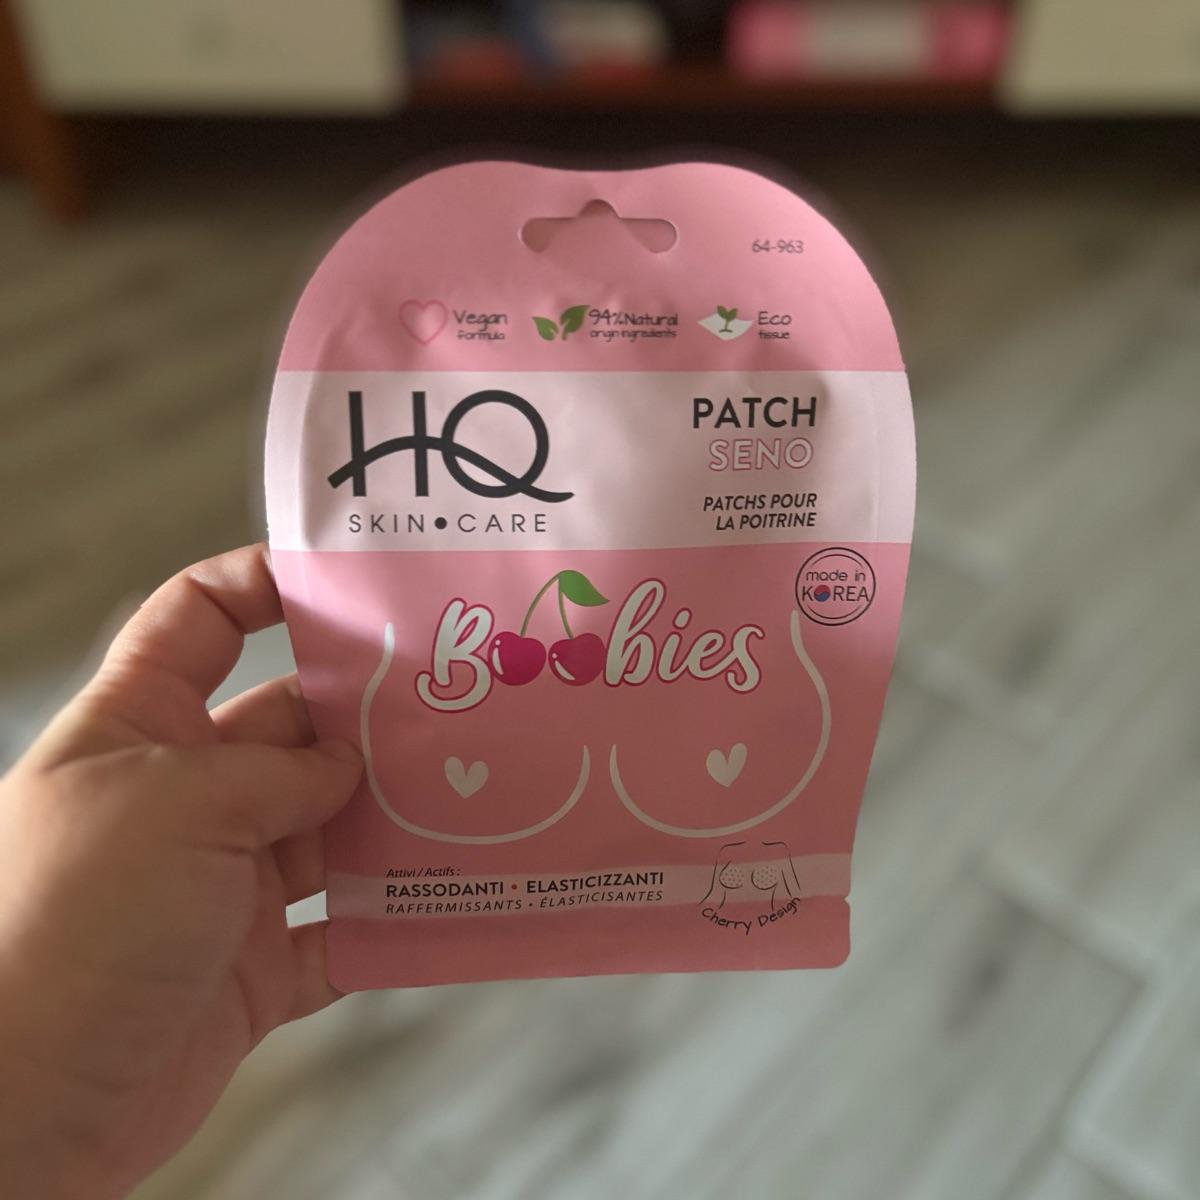 64-963
Vegan
formula
94% Natural
origin ingredients
Eco
tissue
HQ
SKIN•CARE
PATCH
SENO
PATCHS POUR
LA POITRINE
made in
KOREA
Boobies
Attivi / Actifs :
RASSODANTI • ELASTICIZZANTI
RAFFERMISSANTS • ÉLASTICISANTES
Cherry Design